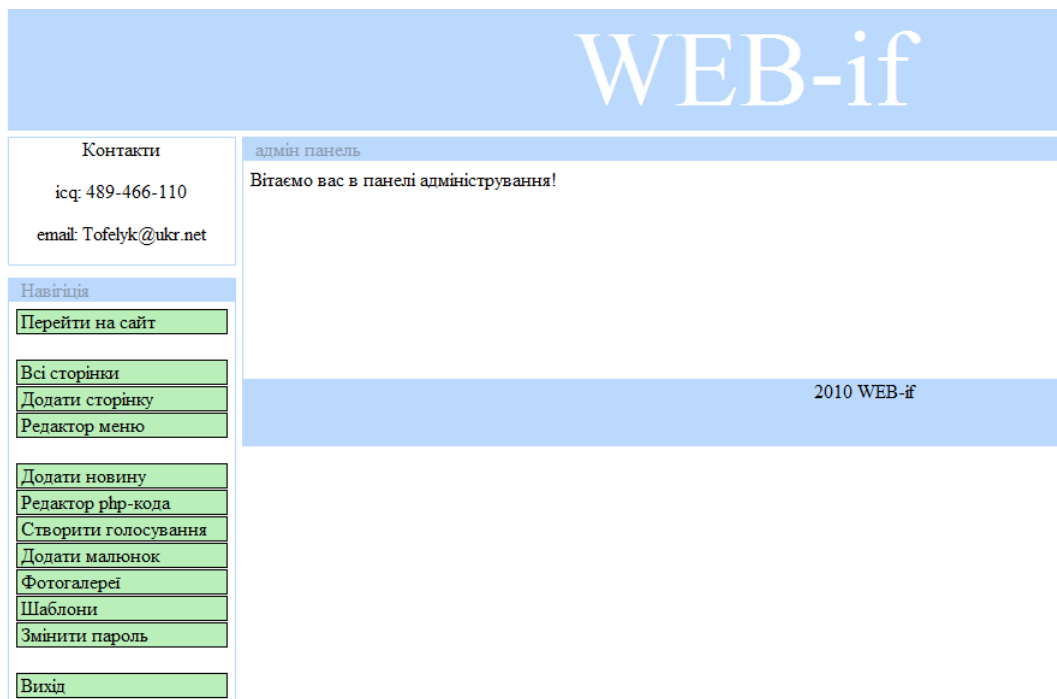 WEB-if
Контакти
icq: 489-466-110
email: Tofelyk@ukr.net
Навігіція
Перейти на сайт
Всі сторінки
Додати сторінку
Редактор меню
Додати новину
Редактор php-кода
Створити голосування
Додати малюнок
Фотогалереї
Шаблони
Змінити пароль
Вихід
адмін панель
Вітаємо вас в панелі адміністрування!
2010 WEB-if